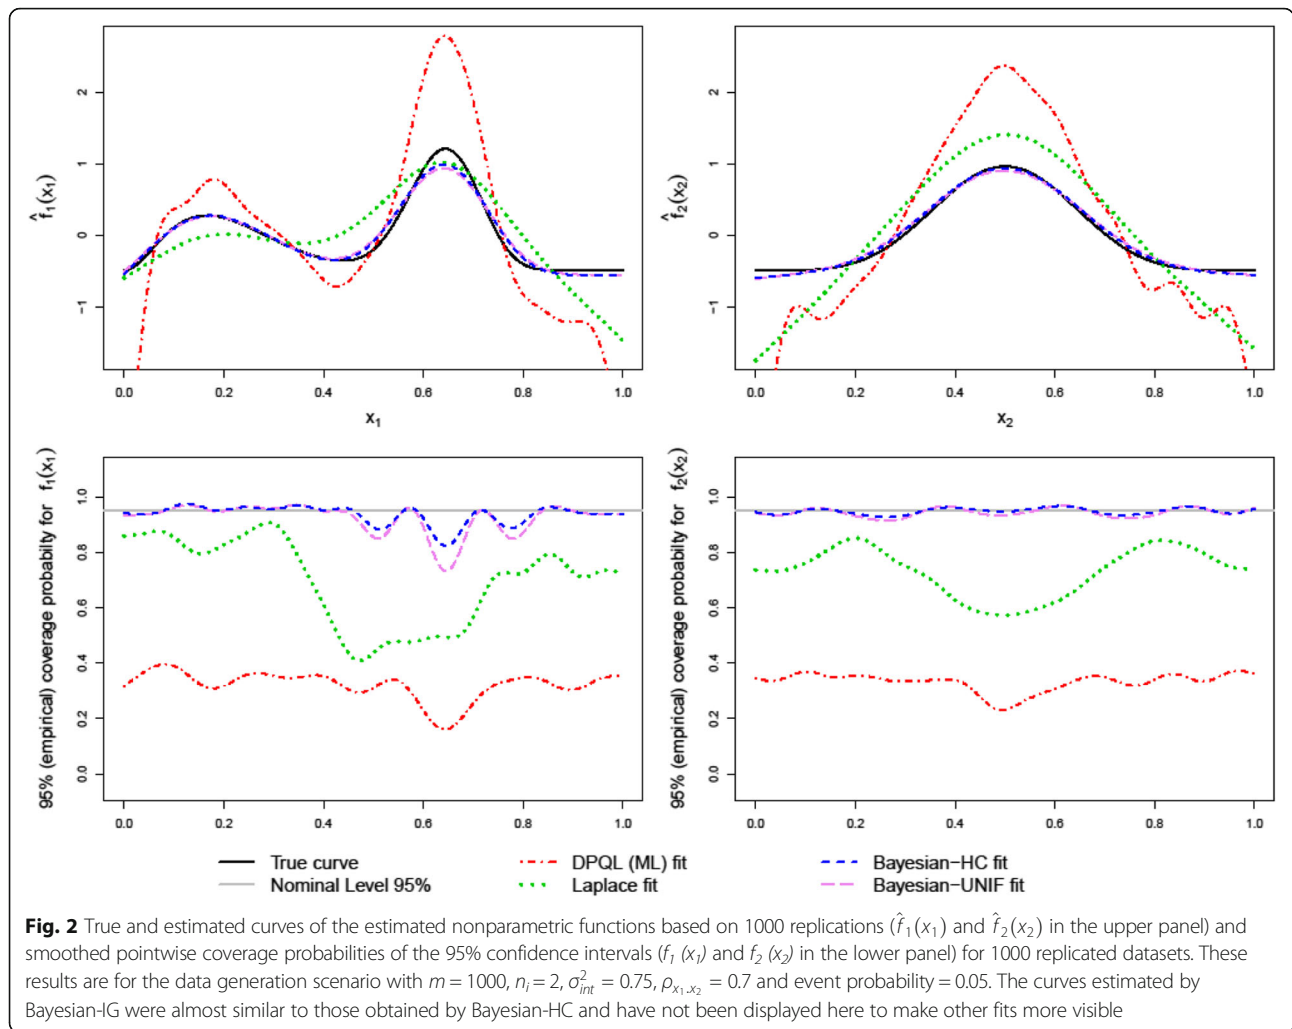 f̂1(x1)
2
1
0
−1
0.0 0.2 0.4 0.6 0.8 1.0
x1
f̂2(x2)
2
1
0
−1
0.0 0.2 0.4 0.6 0.8 1.0
x2
95% (empirical) coverage probabilty for f1(x1)
1.0
0.8
0.6
0.4
0.2
0.0
0.0 0.2 0.4 0.6 0.8 1.0
95% (empirical) coverage probabilty for f2(x2)
1.0
0.8
0.6
0.4
0.2
0.0
0.0 0.2 0.4 0.6 0.8 1.0
True curve
Nominal Level 95%
DPQL (ML) fit
Laplace fit
Bayesian−HC fit
Bayesian−UNIF fit
Fig. 2 True and estimated curves of the estimated nonparametric functions based on 1000 replications (f̂1(x1) and f̂2(x2) in the upper panel) and
smoothed pointwise coverage probabilities of the 95% confidence intervals (f1 (x1) and f2 (x2) in the lower panel) for 1000 replicated datasets. These
results are for the data generation scenario with m = 1000, ni = 2, σ²int = 0.75, ρx1,x2 = 0.7 and event probability = 0.05. The curves estimated by
Bayesian-IG were almost similar to those obtained by Bayesian-HC and have not been displayed here to make other fits more visible